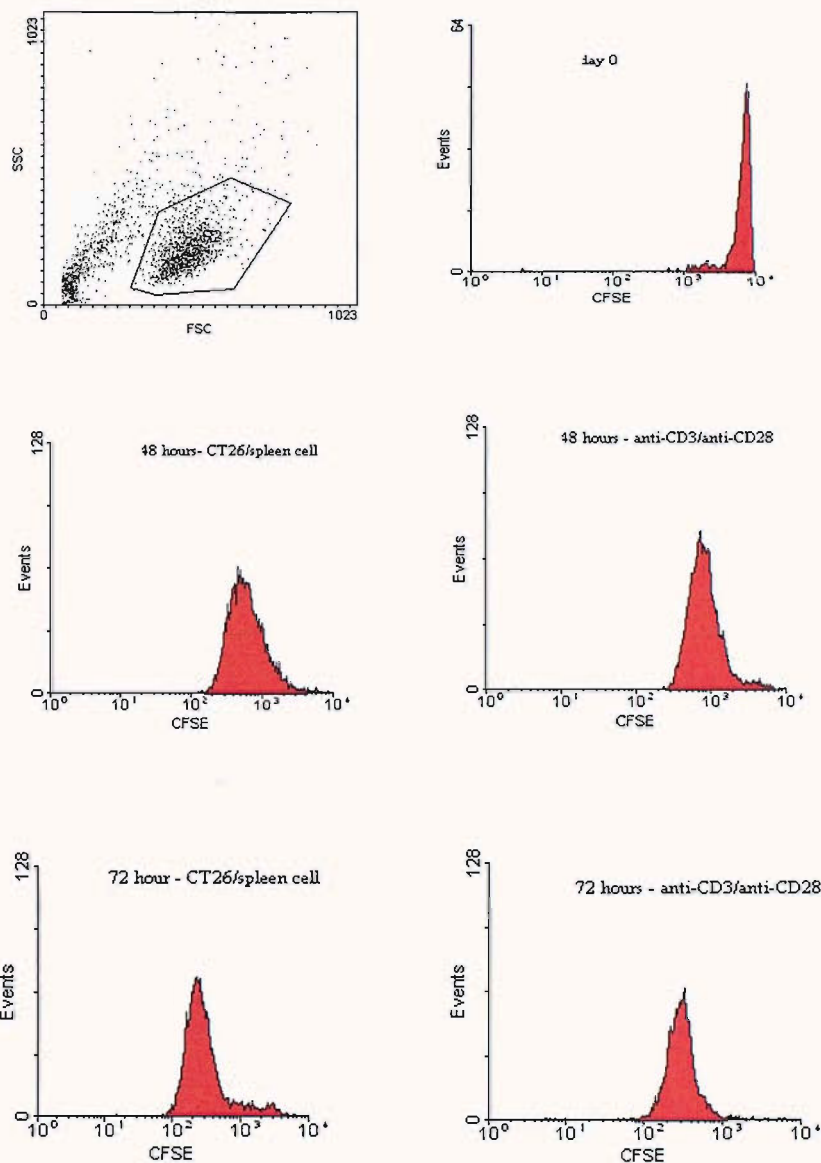 1023
SSC
0
0
FSC
1023
64
Events
0
day 0
10⁰ 10¹ 10² 10³ 10⁴
CFSE
128
Events
0
48 hours- CT26/spleen cell
10⁰ 10¹ 10² 10³ 10⁴
CFSE
128
Events
0
48 hours - anti-CD3/anti-CD28
10⁰ 10¹ 10² 10³ 10⁴
CFSE
128
Events
0
72 hour - CT26/spleen cell
10⁰ 10¹ 10² 10³ 10⁴
CFSE
128
Events
0
72 hours - anti-CD3/anti-CD28
10⁰ 10¹ 10² 10³ 10⁴
CFSE